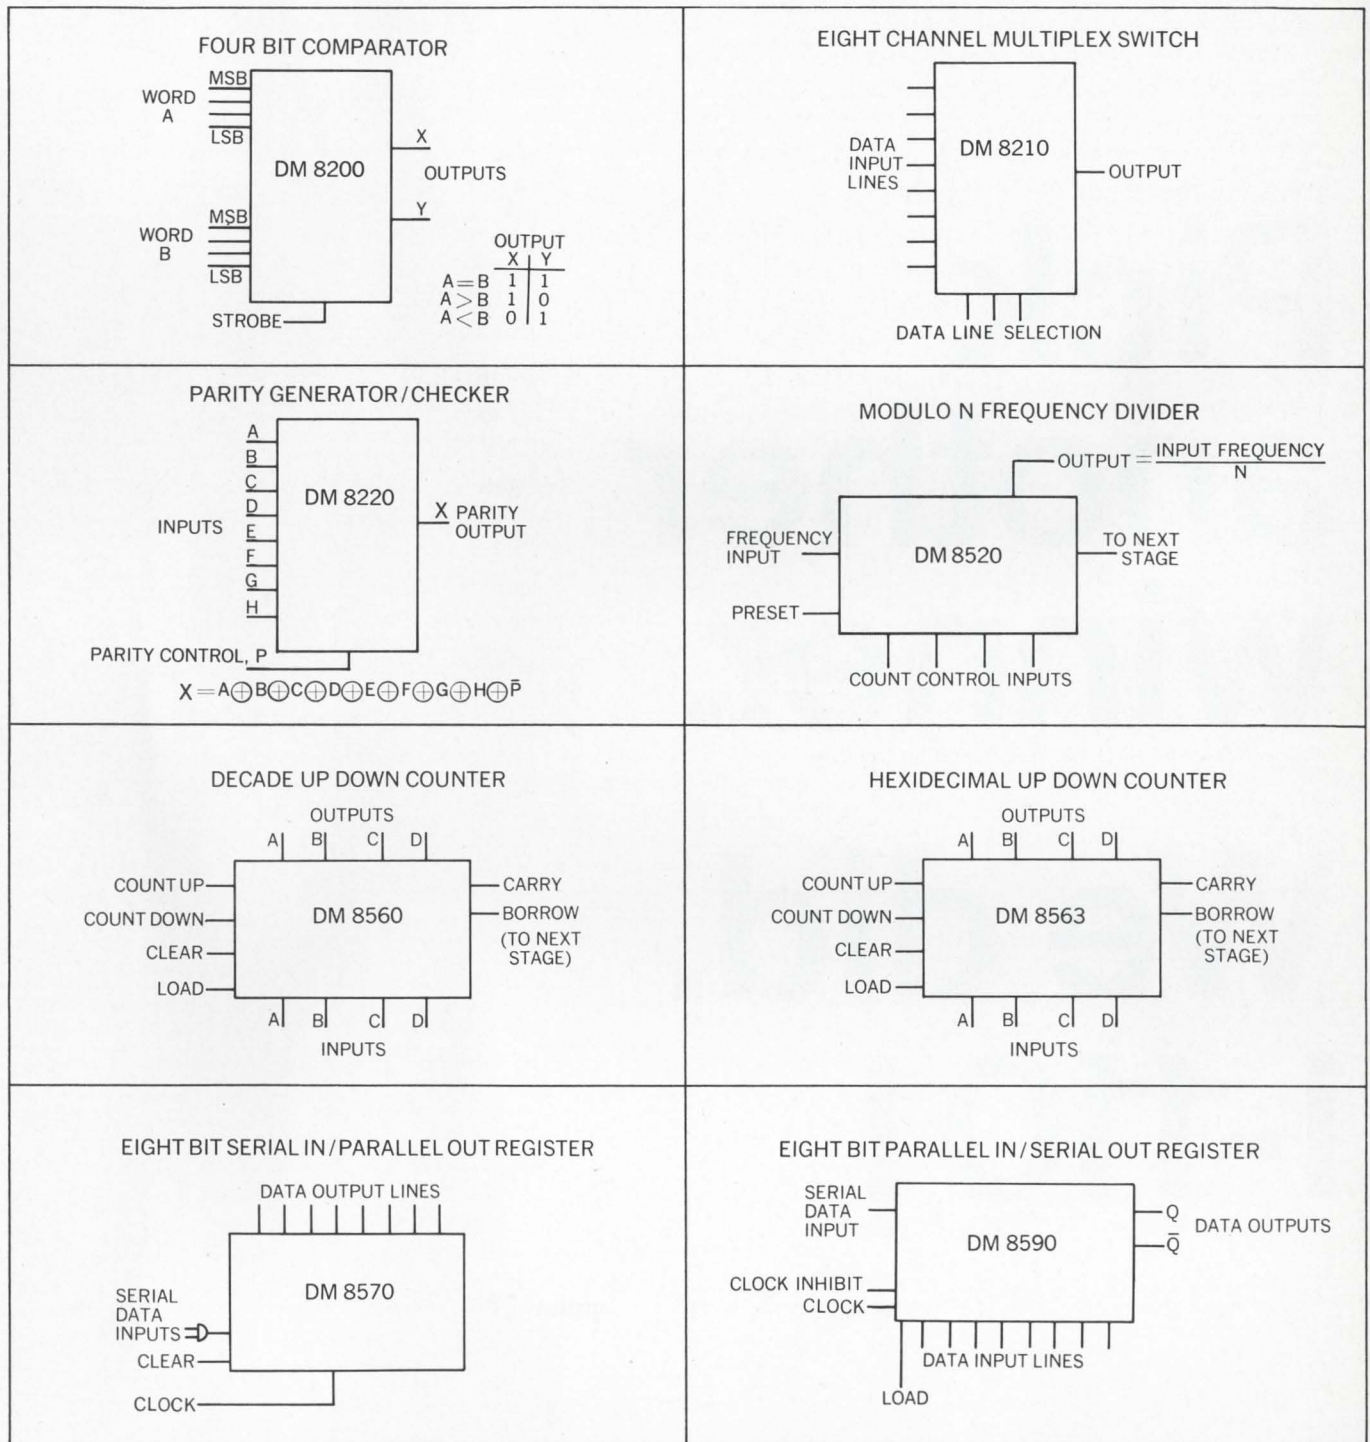 FOUR BIT COMPARATOR
MSB
WORD
A
LSB
DM 8200
X
OUTPUTS
Y
MSB
WORD
B
LSB
STROBE
OUTPUT
X Y
A=B 1 1
A>B 1 0
A<B 0 1
EIGHT CHANNEL MULTIPLEX SWITCH
DATA
INPUT
LINES
DM 8210
OUTPUT
DATA LINE SELECTION
PARITY GENERATOR/CHECKER
A
B
C
D
E
F
G
H
INPUTS
DM 8220
X PARITY
OUTPUT
PARITY CONTROL, P
X=A⊕B⊕C⊕D⊕E⊕F⊕G⊕H⊕P̄
MODULO N FREQUENCY DIVIDER
OUTPUT = INPUT FREQUENCY
N
FREQUENCY
INPUT
DM 8520
TO NEXT
STAGE
PRESET
COUNT CONTROL INPUTS
DECADE UP DOWN COUNTER
OUTPUTS
A B C D
COUNT UP
COUNT DOWN
CLEAR
LOAD
DM 8560
CARRY
BORROW
(TO NEXT
STAGE)
A B C D
INPUTS
HEXIDECIMAL UP DOWN COUNTER
OUTPUTS
A B C D
COUNT UP
COUNT DOWN
CLEAR
LOAD
DM 8563
CARRY
BORROW
(TO NEXT
STAGE)
A B C D
INPUTS
EIGHT BIT SERIAL IN/PARALLEL OUT REGISTER
DATA OUTPUT LINES
DM 8570
SERIAL
DATA
INPUTS
CLEAR
CLOCK
EIGHT BIT PARALLEL IN/SERIAL OUT REGISTER
SERIAL
DATA
INPUT
DM 8590
Q
Q̄
DATA OUTPUTS
CLOCK INHIBIT
CLOCK
DATA INPUT LINES
LOAD